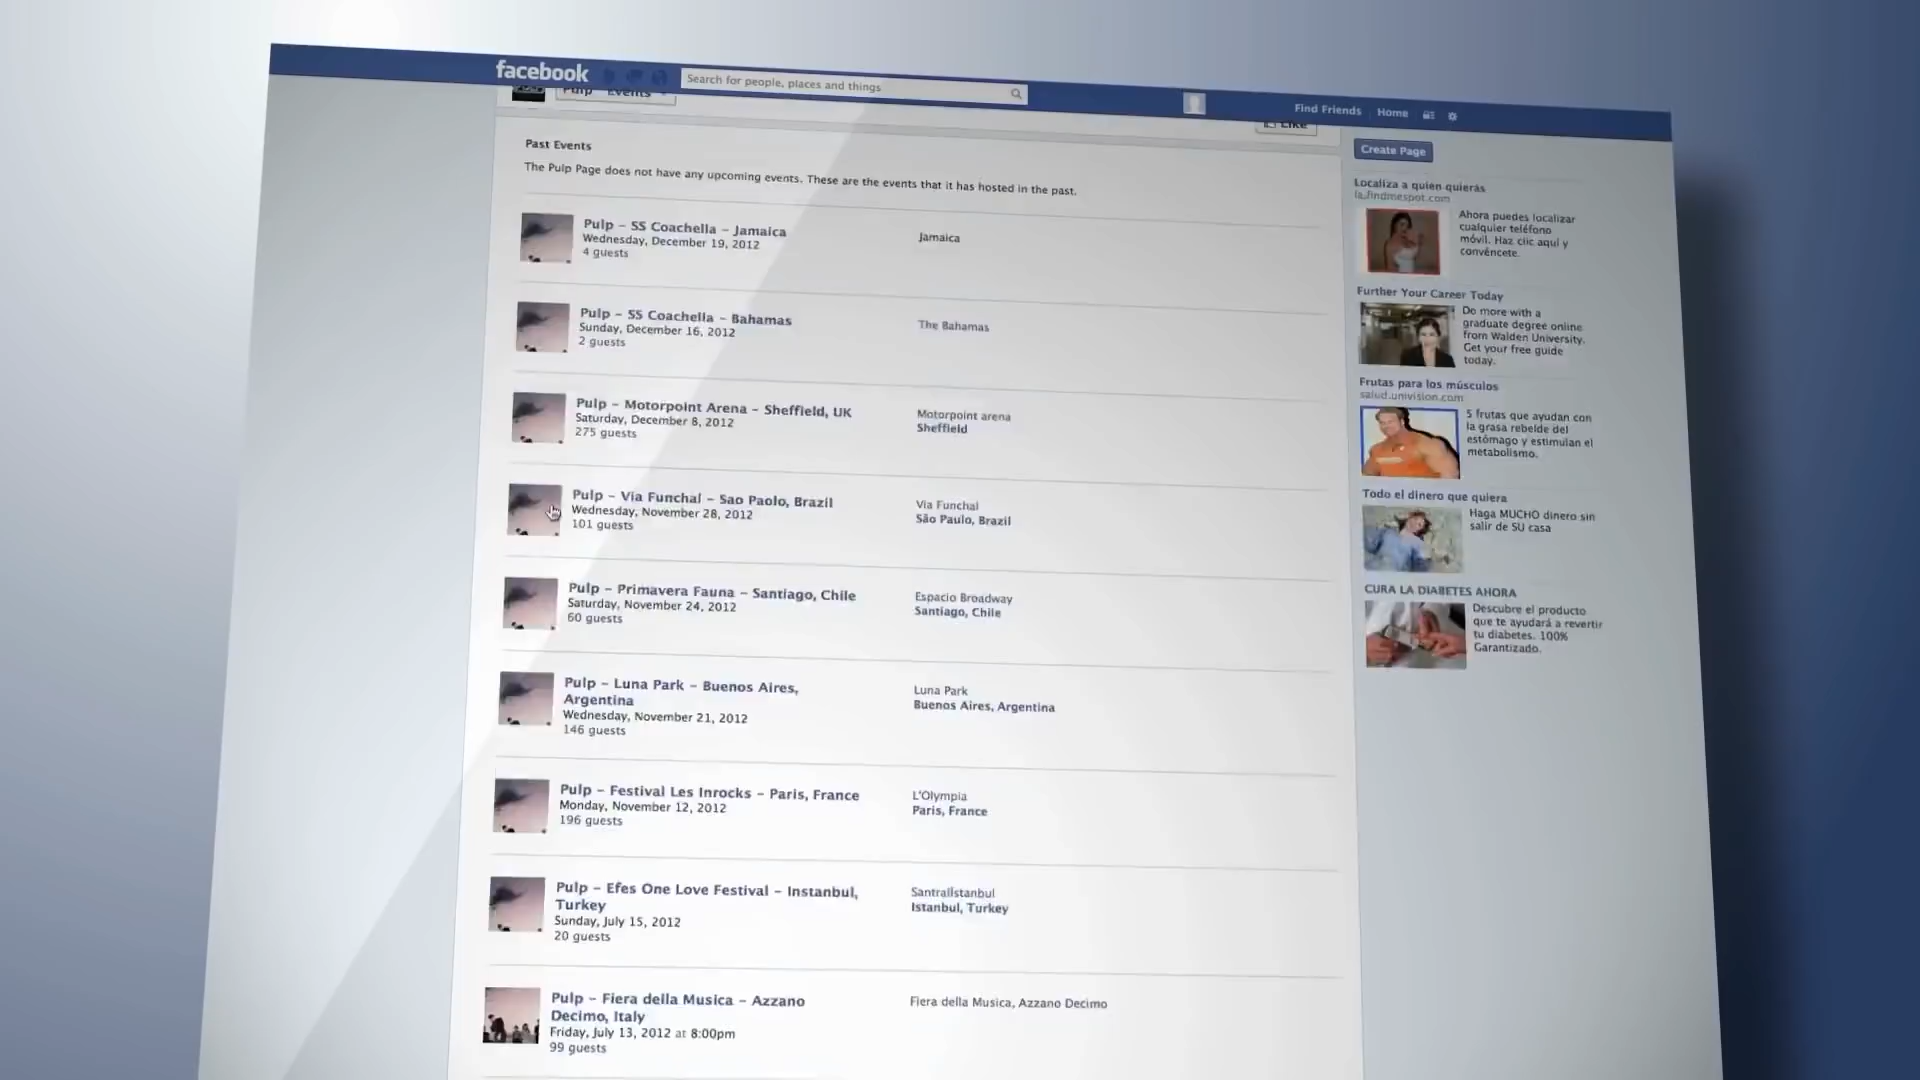 facebook
Search for people, places and things
Find Friends
Home
Pulp
Events
Like
Create Page
Past Events
The Pulp Page does not have any upcoming events. These are the events that it has hosted in the past.
Pulp – SS Coachella – Jamaica
Wednesday, December 19, 2012
4 guests
Jamaica
Pulp – SS Coachella – Bahamas
Sunday, December 16, 2012
2 guests
The Bahamas
Pulp – Motorpoint Arena – Sheffield, UK
Saturday, December 8, 2012
275 guests
Motorpoint arena
Sheffield
Pulp – Via Funchal – Sao Paolo, Brazil
Wednesday, November 28, 2012
101 guests
Via Funchal
São Paulo, Brazil
Pulp – Primavera Fauna – Santiago, Chile
Saturday, November 24, 2012
60 guests
Espacio Broadway
Santiago, Chile
Pulp – Luna Park – Buenos Aires,
Argentina
Wednesday, November 21, 2012
146 guests
Luna Park
Buenos Aires, Argentina
Pulp – Festival Les Inrocks – Paris, France
Monday, November 12, 2012
196 guests
L'Olympia
Paris, France
Pulp – Efes One Love Festival – Instanbul,
Turkey
Sunday, July 15, 2012
20 guests
Santralİstanbul
Istanbul, Turkey
Pulp – Fiera della Musica – Azzano
Decimo, Italy
Friday, July 13, 2012 at 8:00pm
99 guests
Fiera della Musica, Azzano Decimo
Localiza a quien quierás
la.findmespot.com
Ahora puedes localizar
cualquier teléfono
móvil. Haz clic aquí y
convéncete.
Further Your Career Today
Do more with a
graduate degree online
from Walden University.
Get your free guide
today.
Frutas para los músculos
salud.univision.com
5 frutas que ayudan con
la grasa rebelde del
estómago y estimulan el
metabolismo.
Todo el dinero que quiera
Haga MUCHO dinero sin
salir de SU casa
CURA LA DIABETES AHORA
Descubre el producto
que te ayudará a revertir
tu diabetes. 100%
Garantizado.